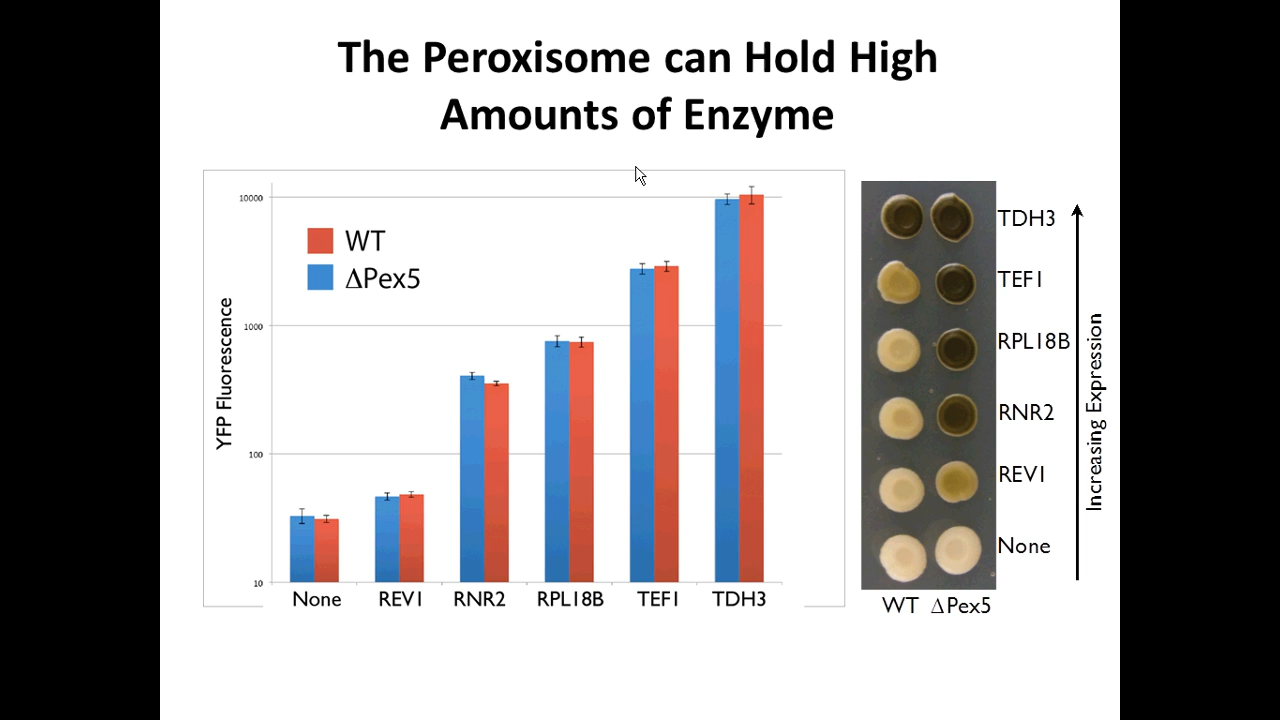 The Peroxisome can Hold High
Amounts of Enzyme
10000
1000
100
10
YFP Fluorescence
WT
ΔPex5
None
REV1
RNR2
RPL18B
TEF1
TDH3
TDH3
TEF1
RPL18B
RNR2
REV1
None
Increasing Expression
WT ΔPex5